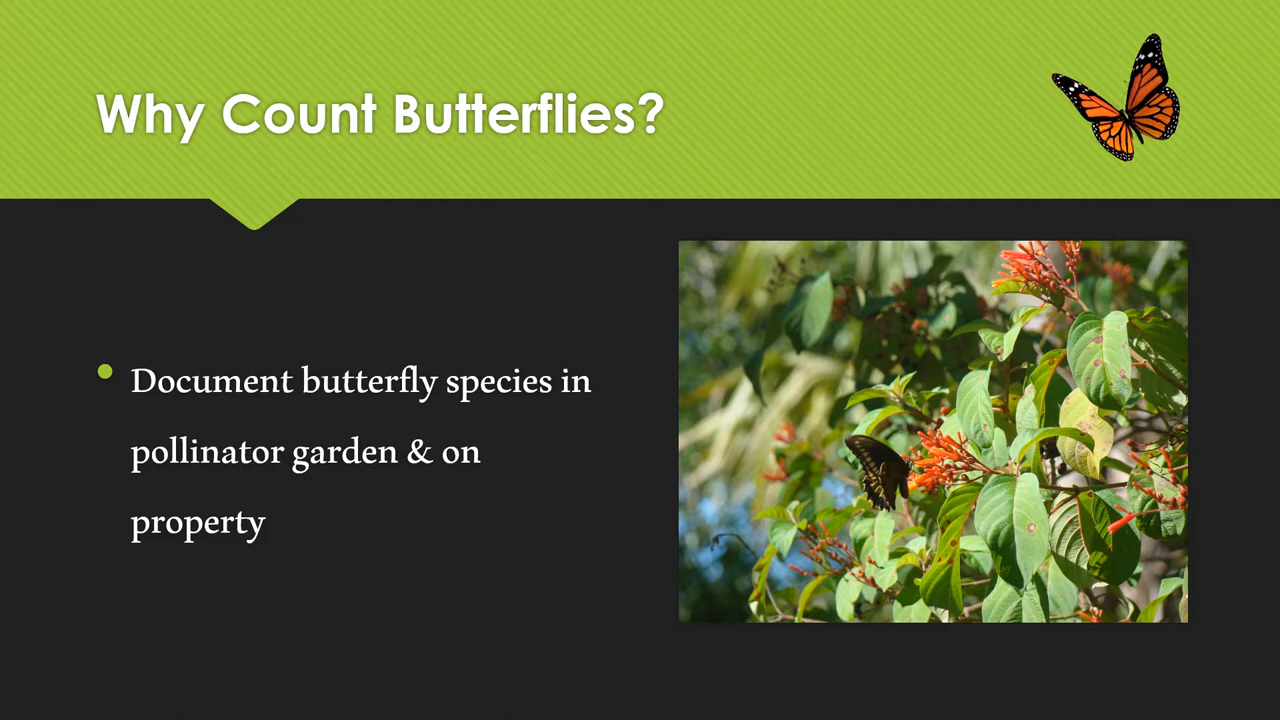 Why Count Butterflies?
Document butterfly species in
pollinator garden & on
property